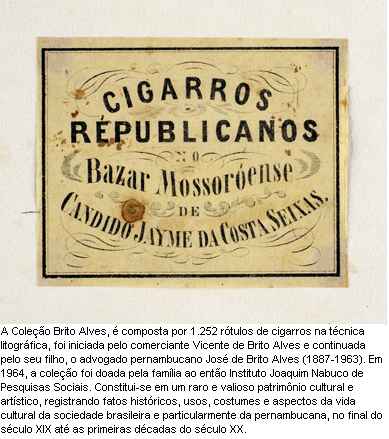 CIGARROS
RÉPUBLICANOS
NO
Bazar Mossoróense
DE
CANDIDO JAYME DA COSTA SEIXAS.
A Coleção Brito Alves, é composta por 1.252 rótulos de cigarros na técnica
litográfica, foi iniciada pelo comerciante Vicente de Brito Alves e continuada
pelo seu filho, o advogado pernambucano José de Brito Alves (1887-1963). Em
1964, a coleção foi doada pela família ao então Instituto Joaquim Nabuco de
Pesquisas Sociais. Constitui-se em um raro e valioso patrimônio cultural e
artístico, registrando fatos históricos, usos, costumes e aspectos da vida
cultural da sociedade brasileira e particularmente da pernambucana, no final do
século XIX até as primeiras décadas do século XX.